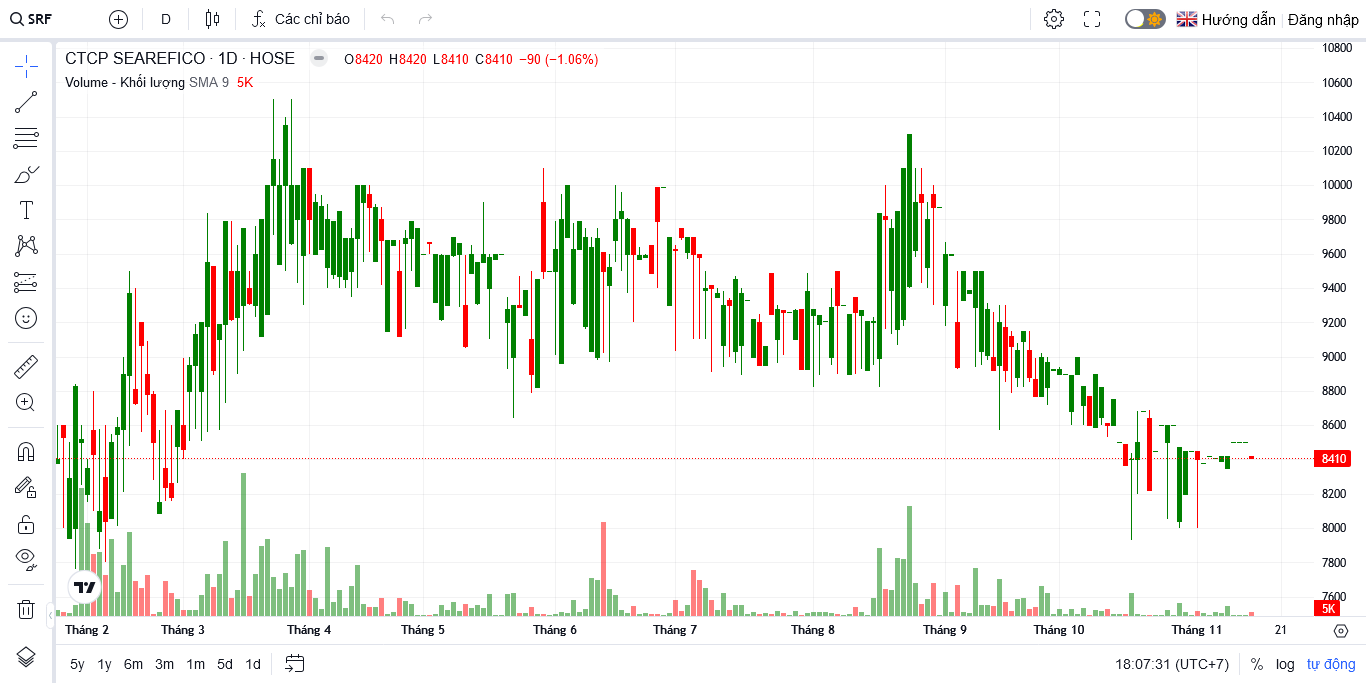 SRF D Các chỉ báo Hướng dẫn Đăng nhập
CTCP SEAREFICO · 1D · HOSE O8420 H8420 L8410 C8410 −90 (−1.06%)
Volume - Khối lượng SMA 9 5K
10800
10600
10400
10200
10000
9800
9600
9400
9200
9000
8800
8600
8410
8200
8000
7800
7600
5K
Tháng 2 Tháng 3 Tháng 4 Tháng 5 Tháng 6 Tháng 7 Tháng 8 Tháng 9 Tháng 10 Tháng 11 21
5y 1y 6m 3m 1m 5d 1d 18:07:31 (UTC+7) % log tự động